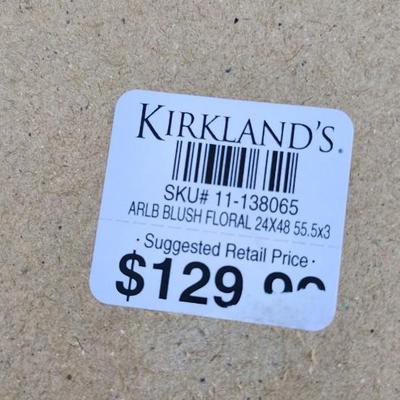 KIRKLAND'S.
SKU# 11-138065
ARLB BLUSH FLORAL 24X48 55.5x3
· Suggested Retail Price ·
$129